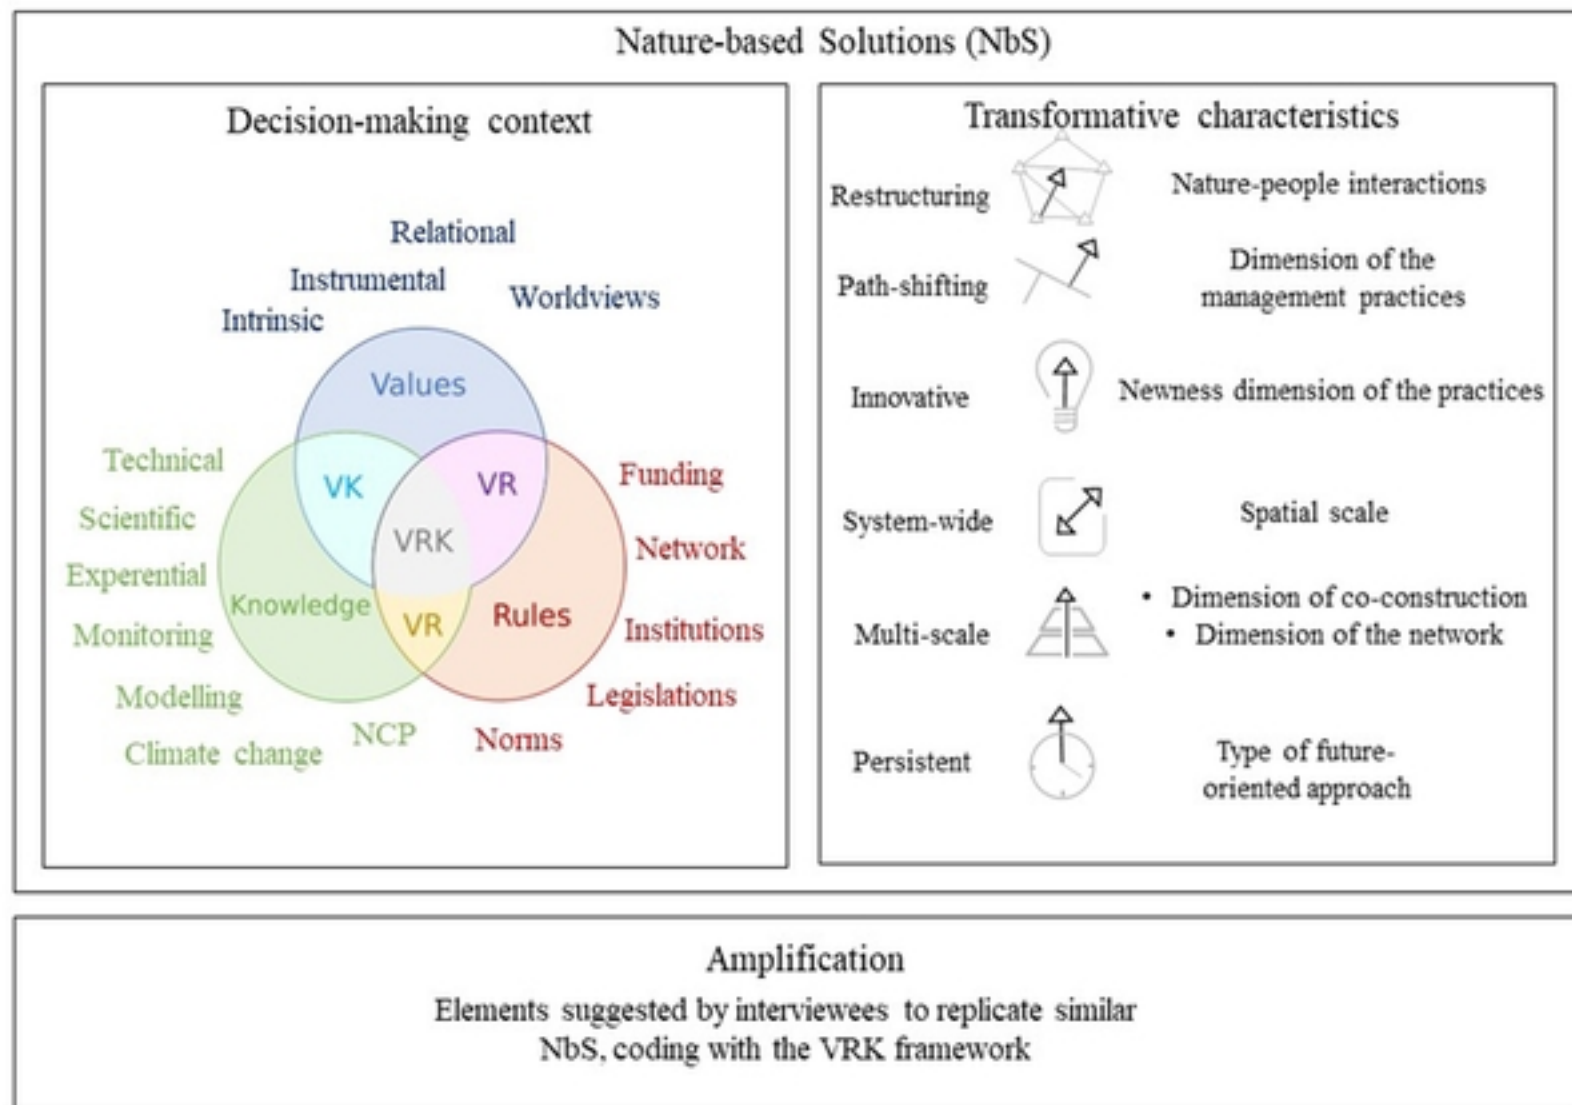 Nature-based Solutions (NbS)
Decision-making context
Relational
Instrumental
Worldviews
Intrinsic
Values
Technical
VK
VR
Funding
Scientific
VRK
Network
Experential
Knowledge
VR
Rules
Monitoring
Institutions
Modelling
Legislations
NCP
Norms
Climate change
Transformative characteristics
Restructuring
Nature-people interactions
Path-shifting
Dimension of the
management practices
Innovative
Newness dimension of the practices
System-wide
Spatial scale
Multi-scale
• Dimension of co-construction
• Dimension of the network
Persistent
Type of future-
oriented approach
Amplification
Elements suggested by interviewees to replicate similar
NbS, coding with the VRK framework